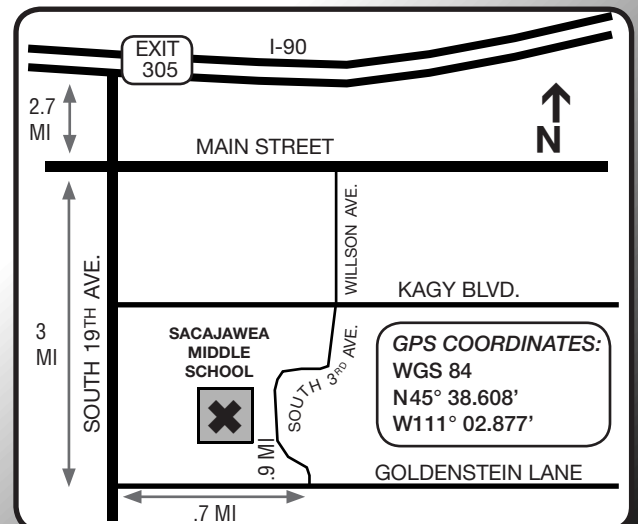 EXIT
305
I-90
2.7
MI
N
MAIN STREET
WILLSON AVE.
SOUTH 19TH AVE.
KAGY BLVD.
3
MI
SACAJAWEA
MIDDLE
SCHOOL
SOUTH 3RD AVE.
GPS COORDINATES:
WGS 84
N45° 38.608’
W111° 02.877’
.9 MI
GOLDENSTEIN LANE
.7 MI